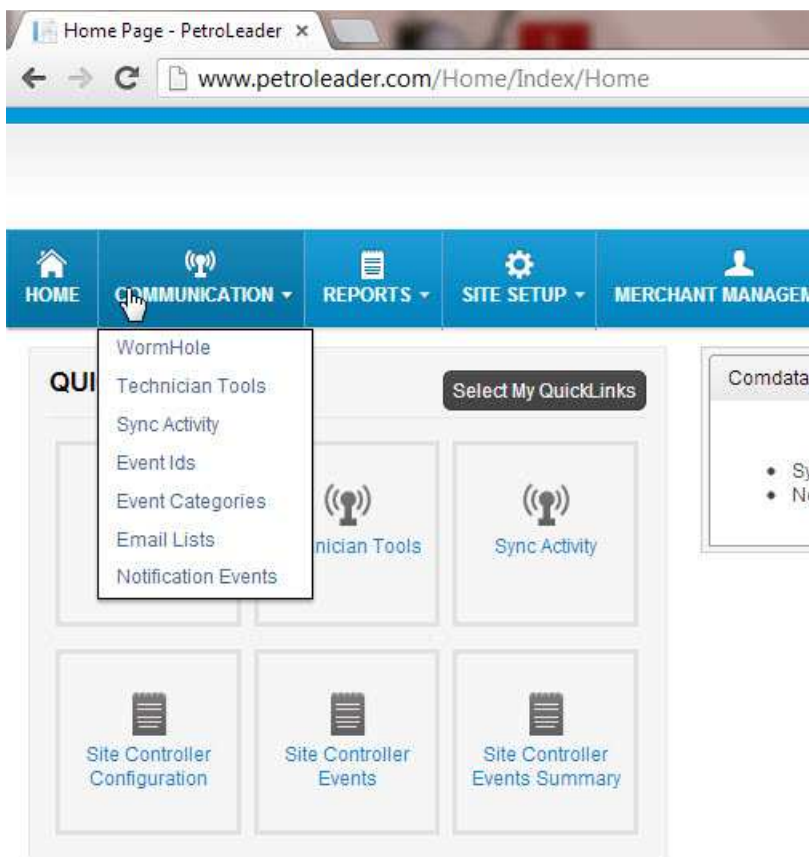 Home Page - PetroLeader ×
www.petroleader.com/Home/Index/Home
HOME COMMUNICATION REPORTS SITE SETUP MERCHANT MANAGEM
WormHole
Technician Tools
Sync Activity
Event Ids
Event Categories
Email Lists
Notification Events
QUI
Select My QuickLinks
nician Tools
Sync Activity
Site Controller
Configuration
Site Controller
Events
Site Controller
Events Summary
Comdata
Sy